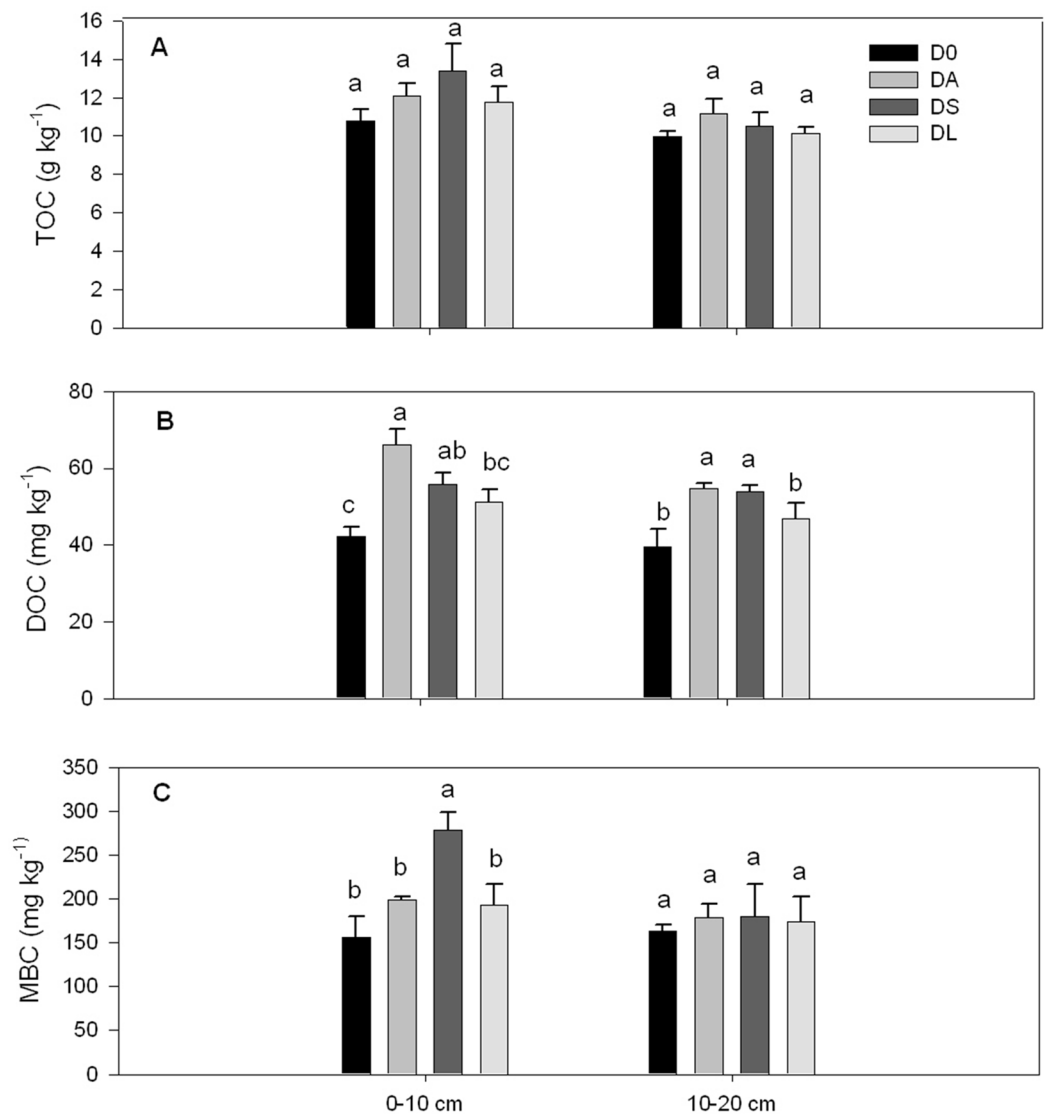 A
TOC (g kg⁻¹)
16
14
12
10
8
6
4
2
0
a a a a
a a a a
D0
DA
DS
DL
B
DOC (mg kg⁻¹)
80
60
40
20
0
c a ab bc
b a a b
C
MBC (mg kg⁻¹⁾
350
300
250
200
150
100
50
0
b b a b
a a a a
0-10 cm 10-20 cm